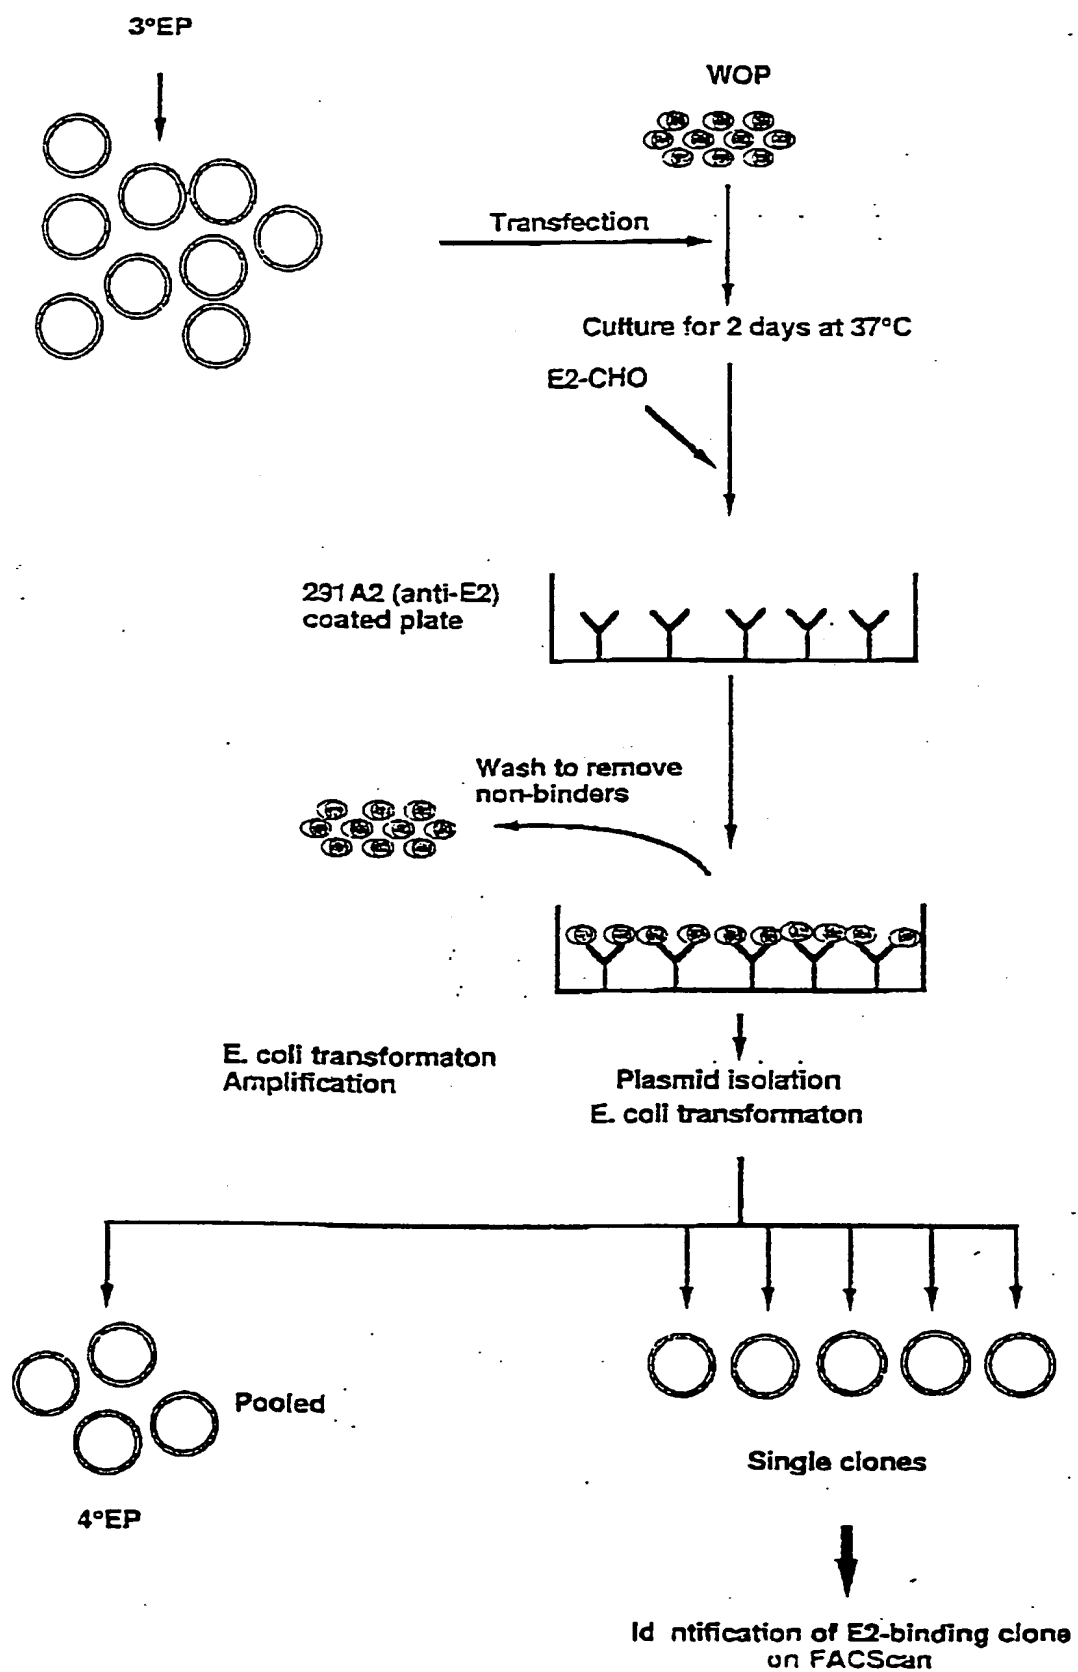 3°EP
WOP
Transfection
Culture for 2 days at 37°C
E2-CHO
291A2 (anti-E2)
coated plate
Wash to remove
non-binders
E. coli transformaton
Amplification
Plasmid isolation
E. coli transformaton
Pooled
4°EP
Single clones
Id ntification of E2-binding clone
on FACScan